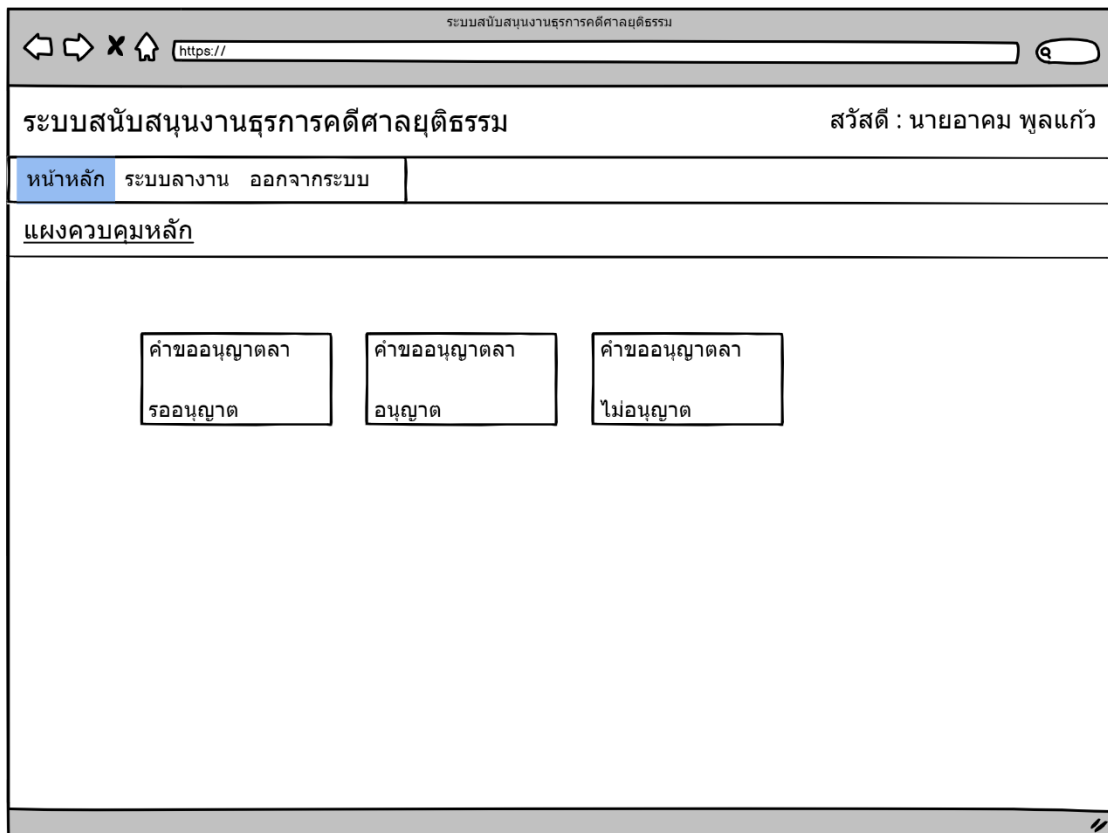 ระบบสนับสนุนงานธุรการคดีศาลยุติธรรม
https://
ระบบสนับสนุนงานธุรการคดีศาลยุติธรรม
สวัสดี : นายอาคม พูลแก้ว
หน้าหลัก ระบบลางาน ออกจากระบบ
แผงควบคุมหลัก
คำขออนุญาตลา
รออนุญาต
คำขออนุญาตลา
อนุญาต
คำขออนุญาตลา
ไม่อนุญาต